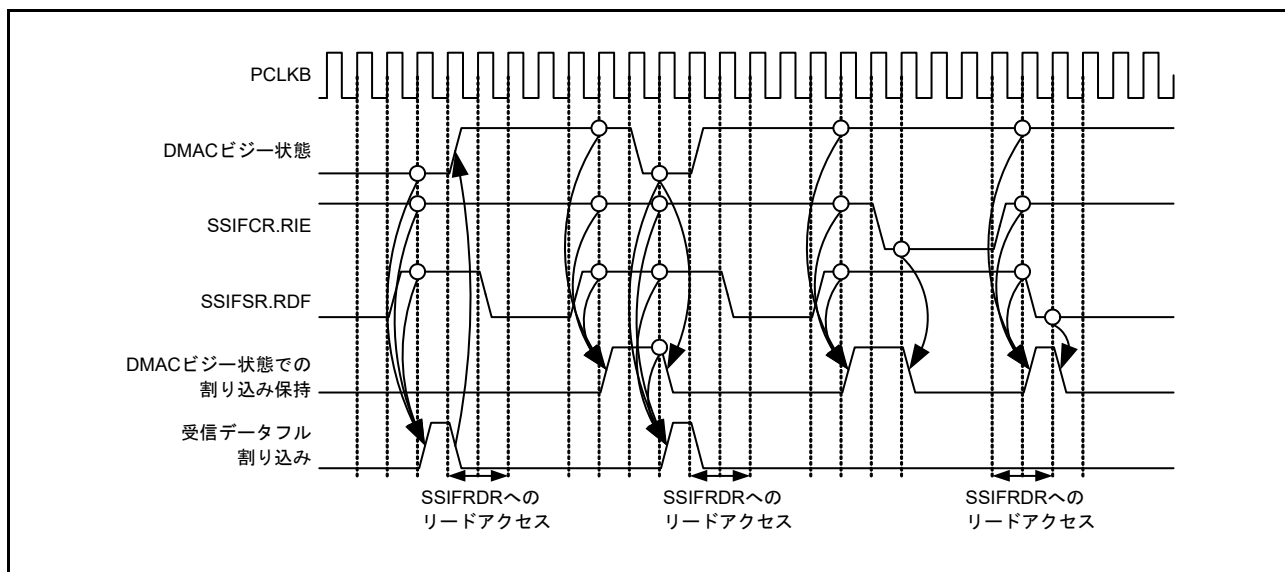 PCLKB
DMACビジー状態
SSIFCR.RIE
SSIFSR.RDF
DMACビジー状態での
割り込み保持
受信データフル
割り込み
SSIFRDRへの
リードアクセス
SSIFRDRへの
リードアクセス
SSIFRDRへの
リードアクセス